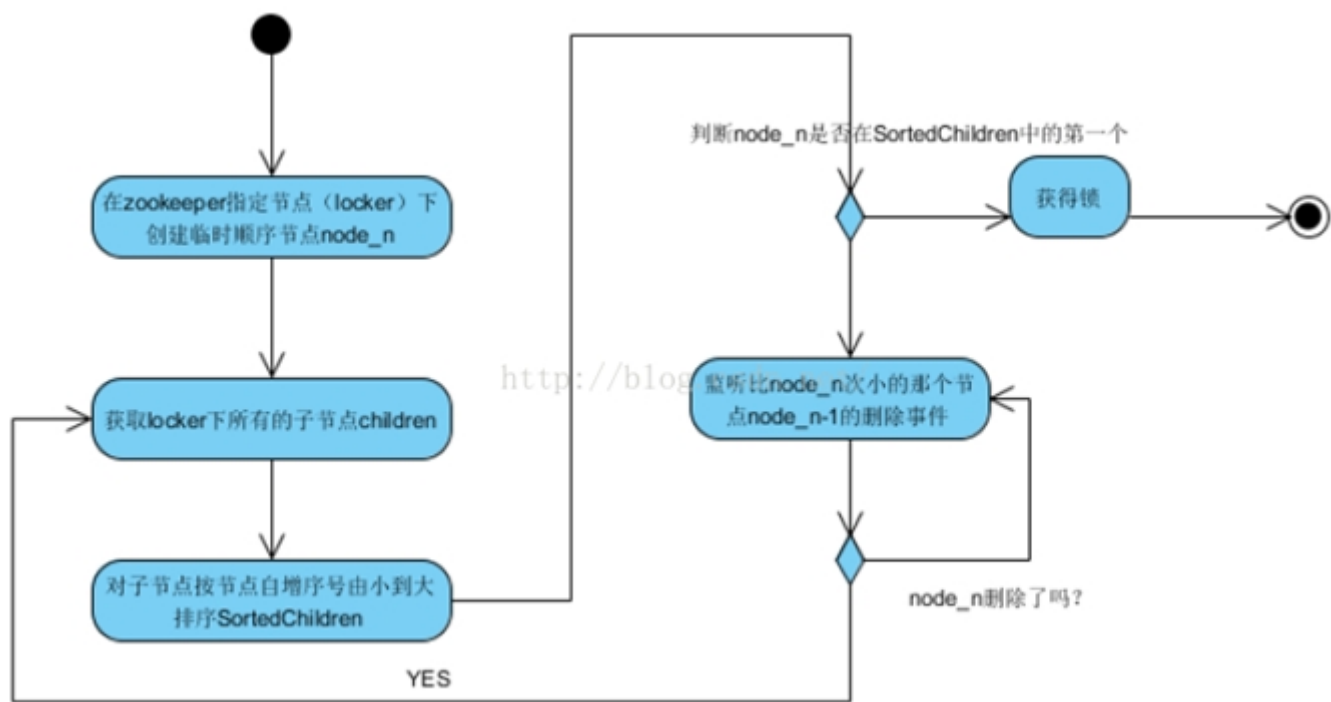 判断node_n是否在SortedChildren中的第一个
在zookeeper指定节点（locker）下
创建临时顺序节点node_n
获得锁
获取locker下所有的子节点children
http://blog
监听比node_n次小的那个节
点node_n-1的删除事件
对子节点按节点自增序号由小到大
排序SortedChildren
node_n删除了吗?
YES